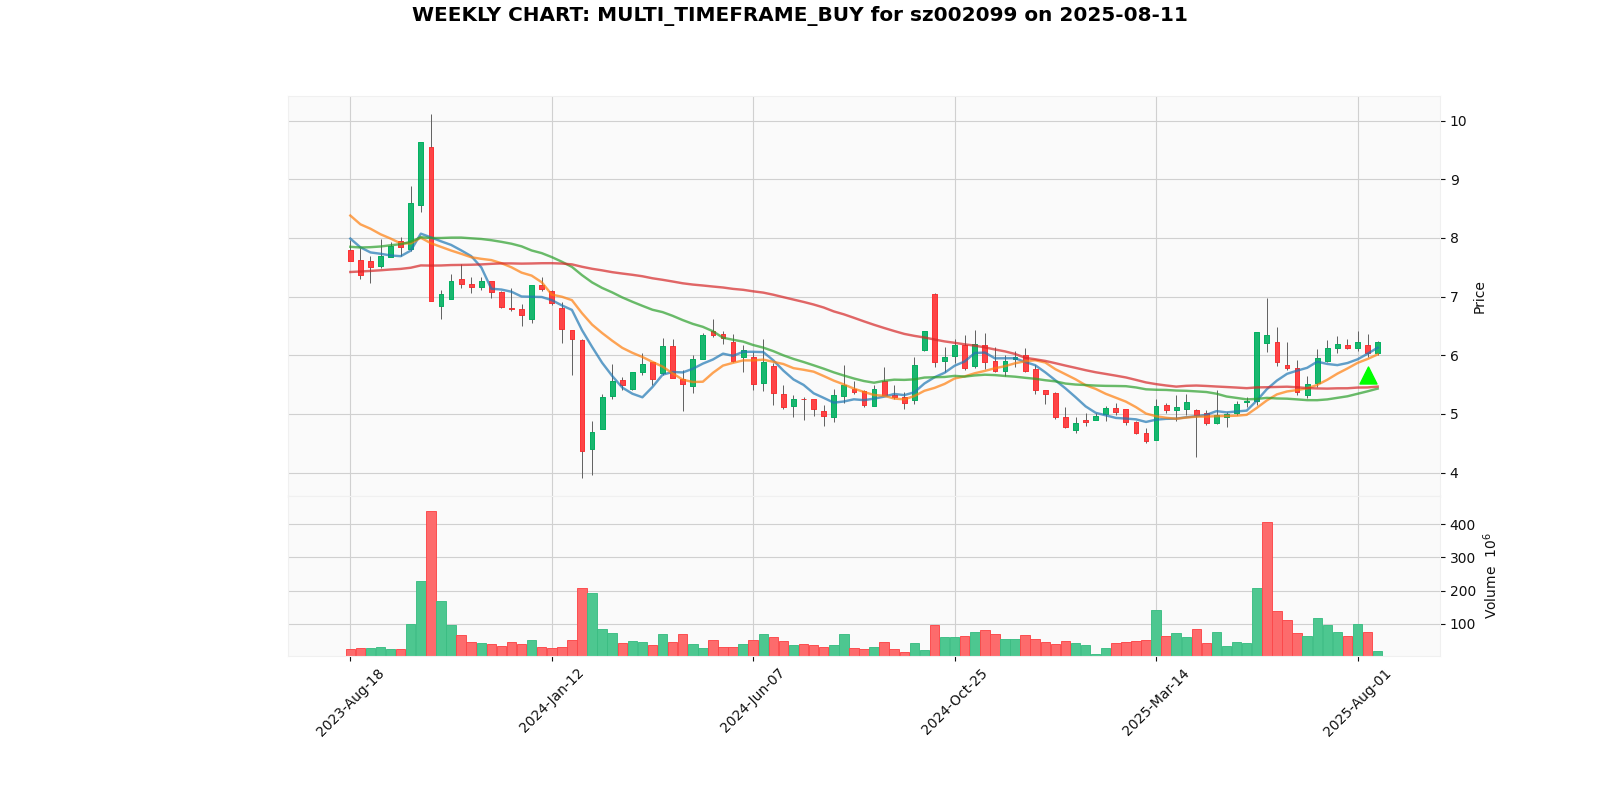 WEEKLY CHART: MULTI_TIMEFRAME_BUY for sz002099 on 2025-08-11
10
9
8
7
6
5
4
Price
400
300
200
100
Volume 10^6
2023-Aug-18
2024-Jan-12
2024-Jun-07
2024-Oct-25
2025-Mar-14
2025-Aug-01